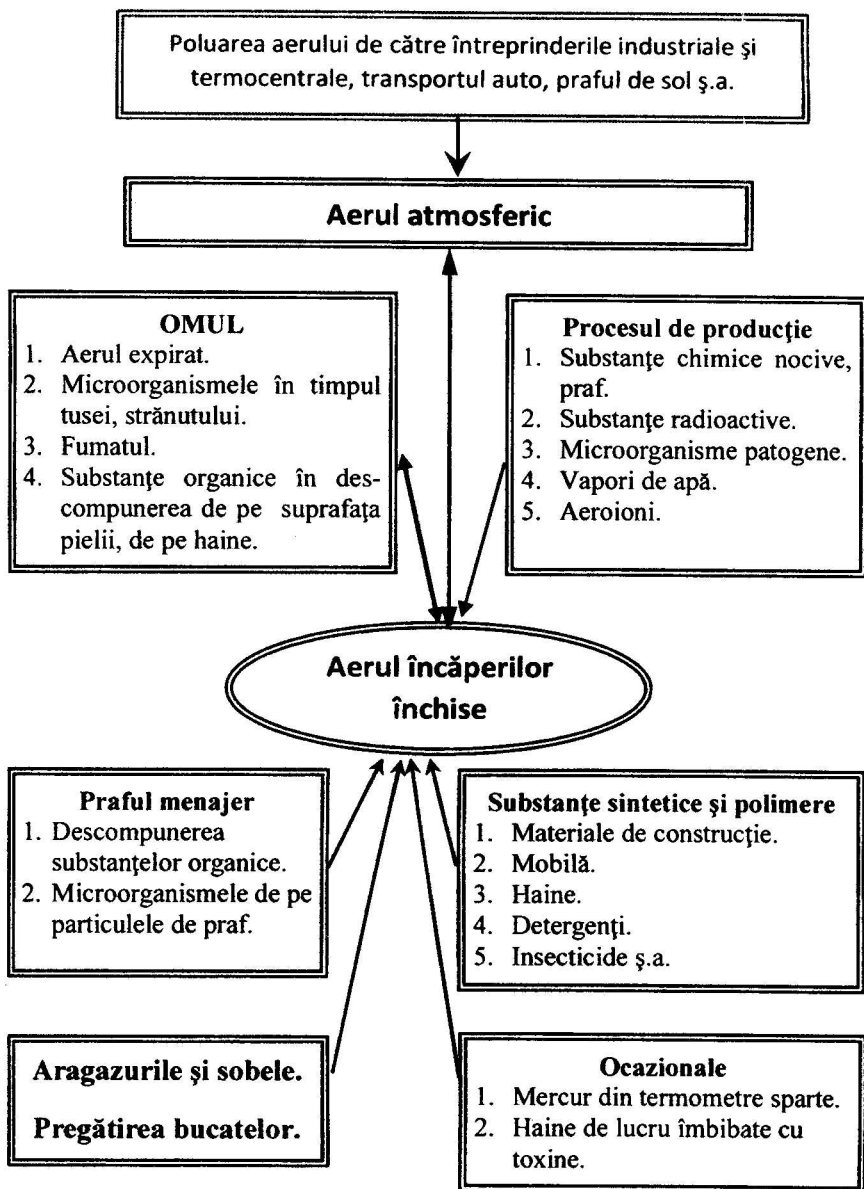 Poluarea aerului de către întreprinderile industriale şi
termocentrale, transportul auto, praful de sol ş.a.
Aerul atmosferic
OMUL
1. Aerul expirat.
2. Microorganismele în timpul
tusei, strănutului.
3. Fumatul.
4. Substanţe organice în des-
compunerea de pe suprafaţa
pielii, de pe haine.
Procesul de producţie
1. Substanţe chimice nocive,
praf.
2. Substanţe radioactive.
3. Microorganisme patogene.
4. Vapori de apă.
5. Aeroioni.
Aerul încăperilor
închise
Praful menajer
1. Descompunerea
substanţelor organice.
2. Microorganismele de pe
particulele de praf.
Substanţe sintetice şi polimere
1. Materiale de construcţie.
2. Mobilă.
3. Haine.
4. Detergenţi.
5. Insecticide ş.a.
Aragazurile şi sobele.
Pregătirea bucatelor.
Ocazionale
1. Mercur din termometre sparte.
2. Haine de lucru îmbibate cu
toxine.